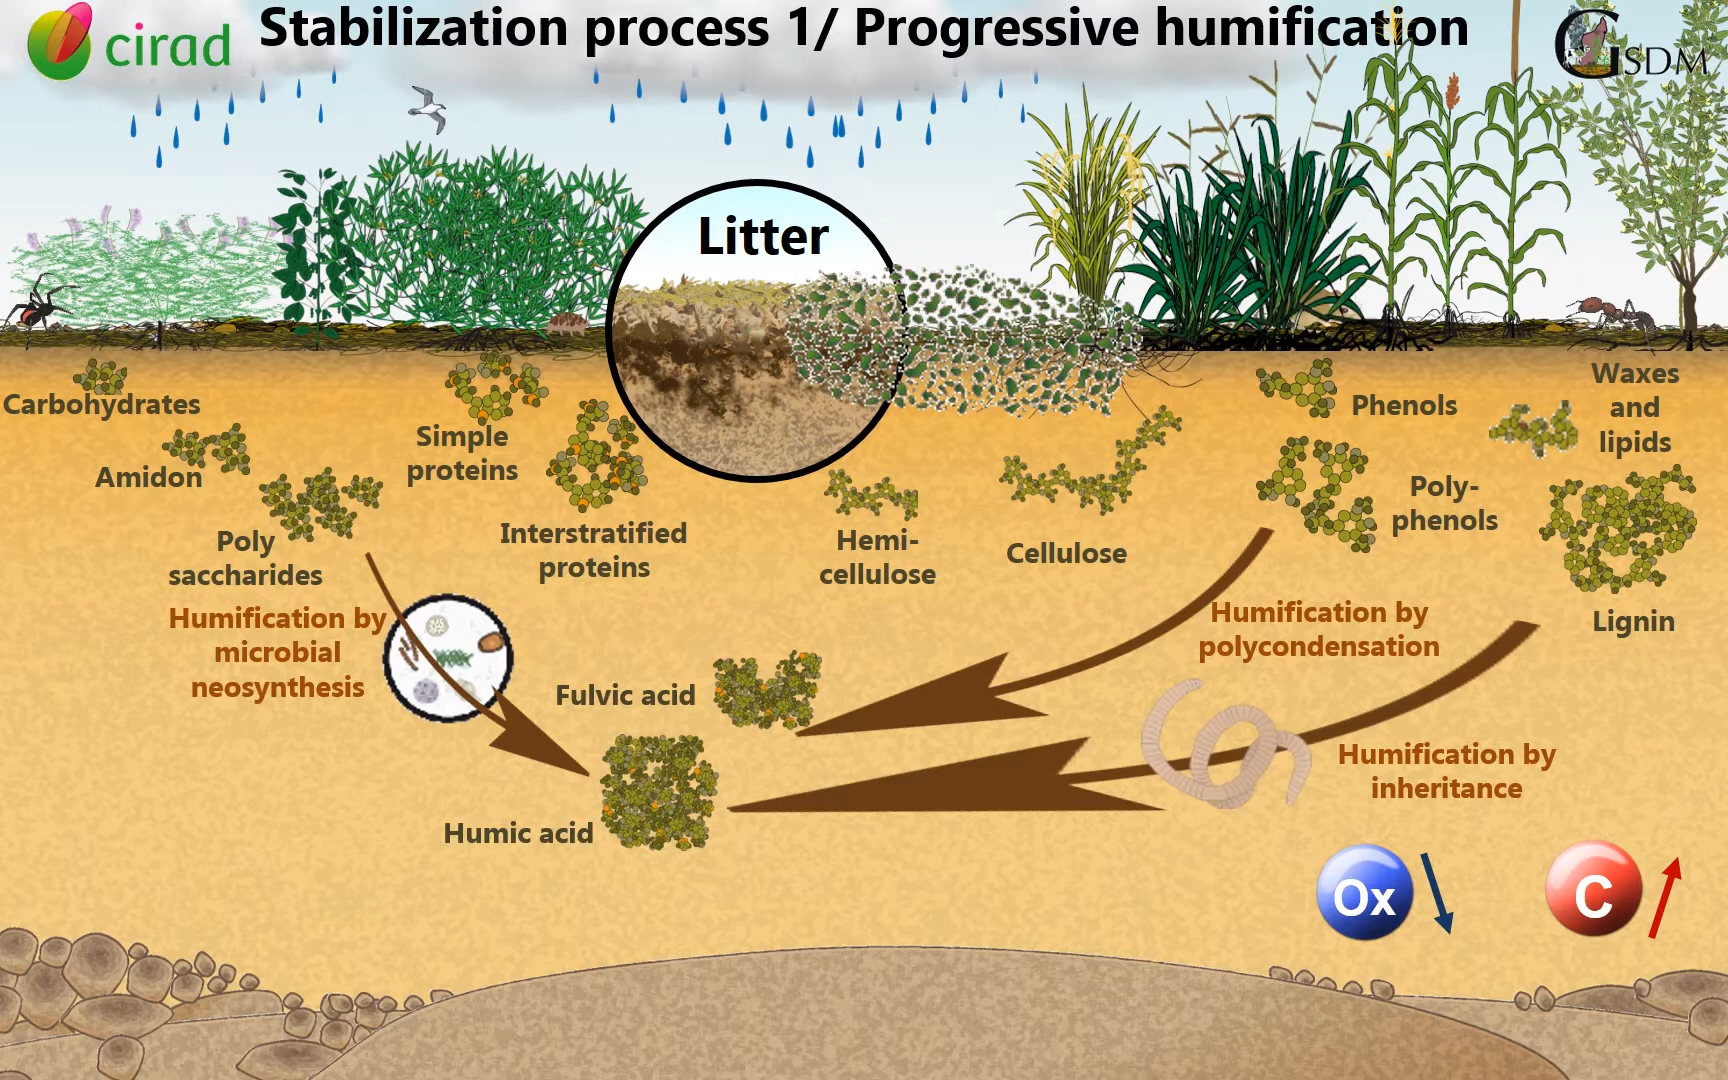 cirad
Stabilization process 1/ Progressive humification
GSDM
Litter
Carbohydrates
Amidon
Poly
saccharides
Simple
proteins
Interstratified
proteins
Hemi-
cellulose
Cellulose
Phenols
Poly-
phenols
Waxes
and
lipids
Lignin
Humification by
microbial
neosynthesis
Humification by
polycondensation
Humification by
inheritance
Fulvic acid
Humic acid
Ox
C